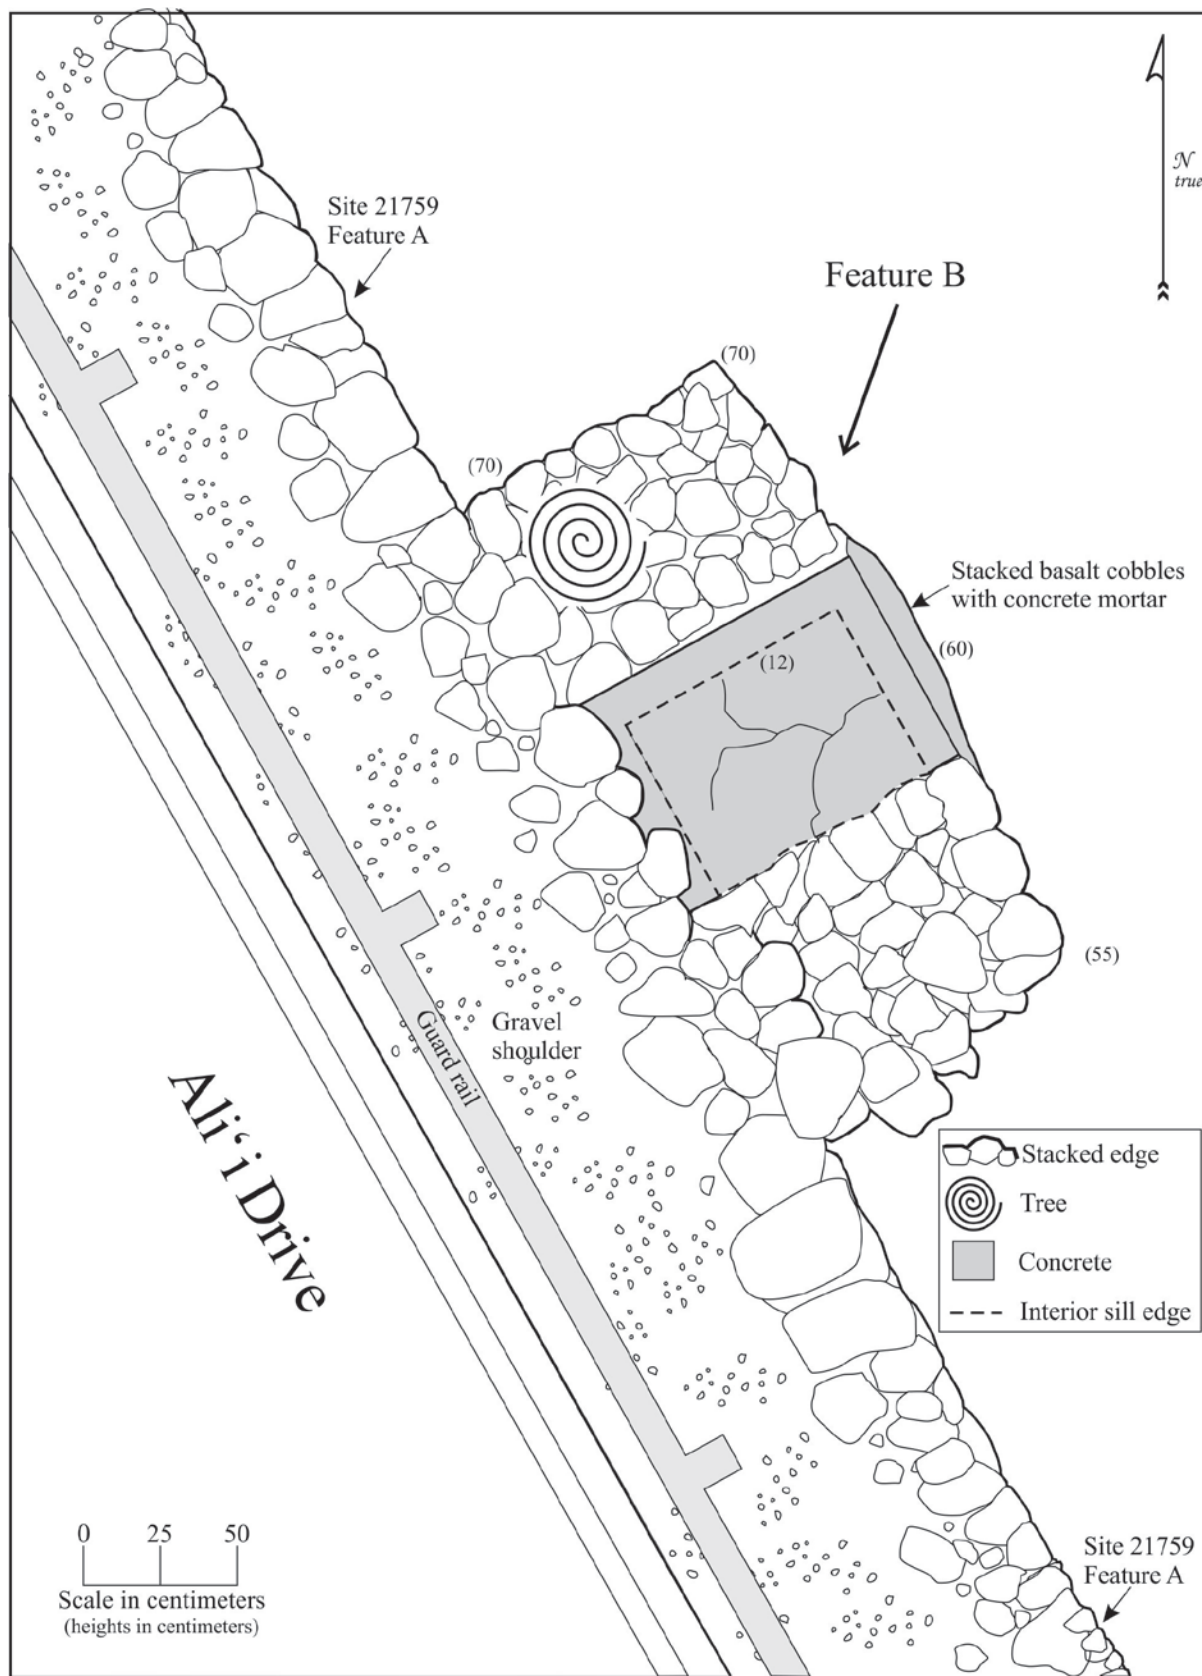 N
true
Site 21759
Feature A
Feature B
(70)
(70)
Stacked basalt cobbles
with concrete mortar
(60)
(12)
(55)
Gravel
shoulder
Guard rail
Ali‘i Drive
Stacked edge
Tree
Concrete
Interior sill edge
0 25 50
Scale in centimeters
(heights in centimeters)
Site 21759
Feature A